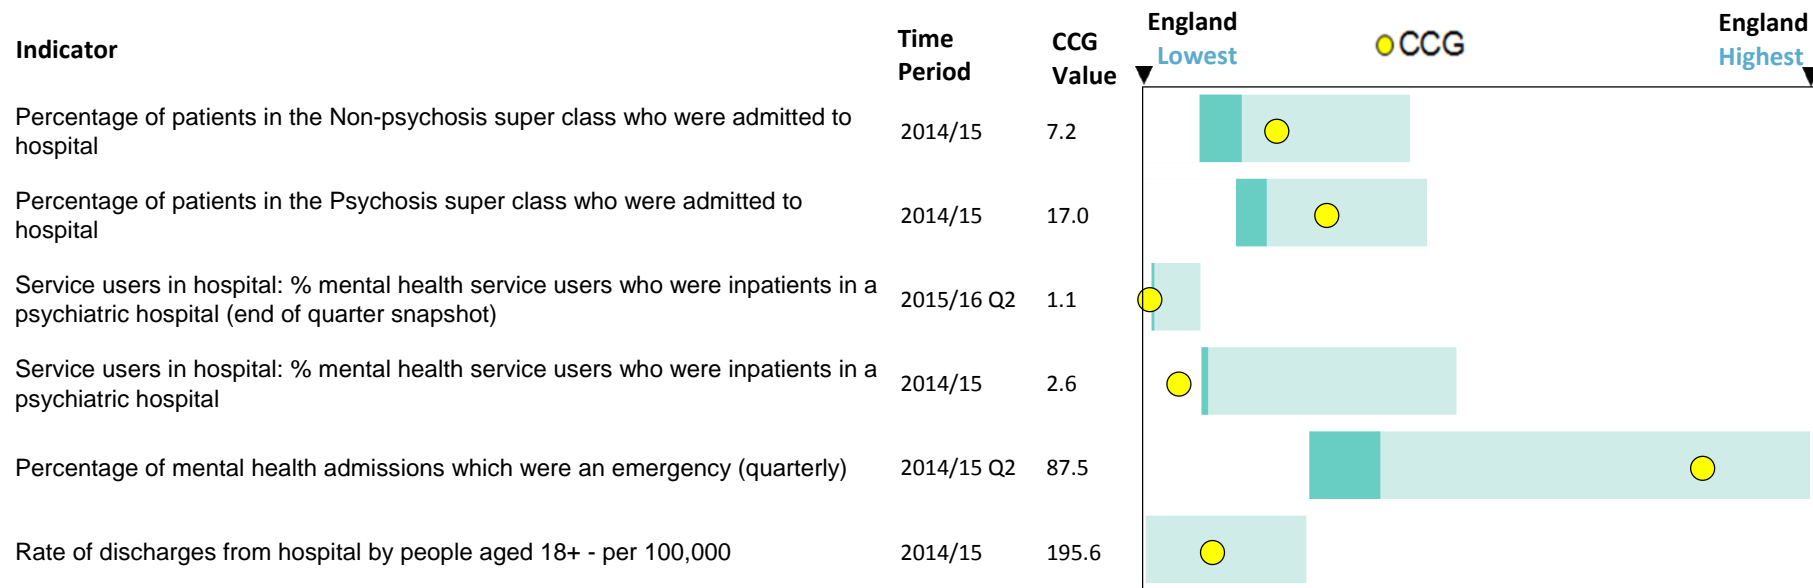 Indicator
Time Period
CCG Value
England Lowest
CCG
England Highest
Percentage of patients in the Non-psychosis super class who were admitted to
hospital
2014/15
7.2
Percentage of patients in the Psychosis super class who were admitted to
hospital
2014/15
17.0
Service users in hospital: % mental health service users who were inpatients in a
psychiatric hospital (end of quarter snapshot)
2015/16 Q2
1.1
Service users in hospital: % mental health service users who were inpatients in a
psychiatric hospital
2014/15
2.6
Percentage of mental health admissions which were an emergency (quarterly)
2014/15 Q2
87.5
Rate of discharges from hospital by people aged 18+ - per 100,000
2014/15
195.6